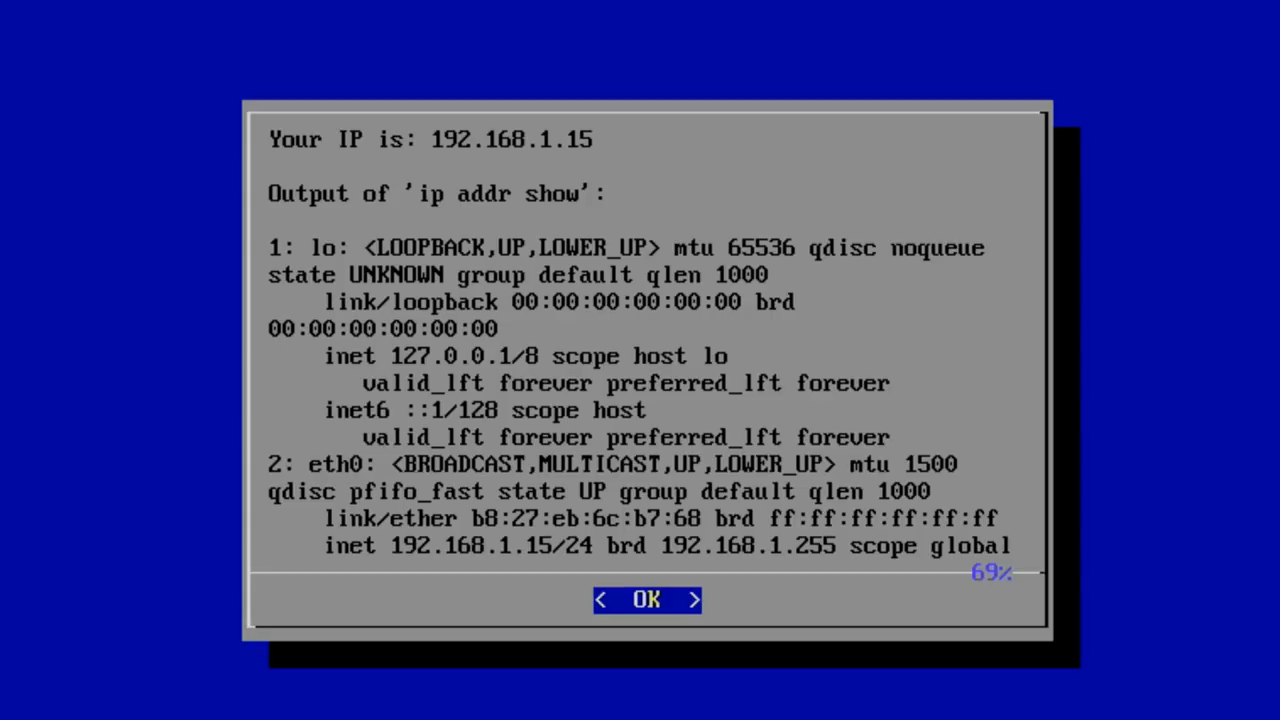 Your IP is: 192.168.1.15
Output of 'ip addr show':
1: lo: <LOOPBACK,UP,LOWER_UP> mtu 65536 qdisc noqueue
state UNKNOWN group default qlen 1000
link/loopback 00:00:00:00:00:00 brd
00:00:00:00:00:00
inet 127.0.0.1/8 scope host lo
valid_lft forever preferred_lft forever
inet6 ::1/128 scope host
valid_lft forever preferred_lft forever
2: eth0: <BROADCAST,MULTICAST,UP,LOWER_UP> mtu 1500
qdisc pfifo_fast state UP group default qlen 1000
link/ether b8:27:eb:6c:b7:68 brd ff:ff:ff:ff:ff:ff
inet 192.168.1.15/24 brd 192.168.1.255 scope global
69%
< OK >